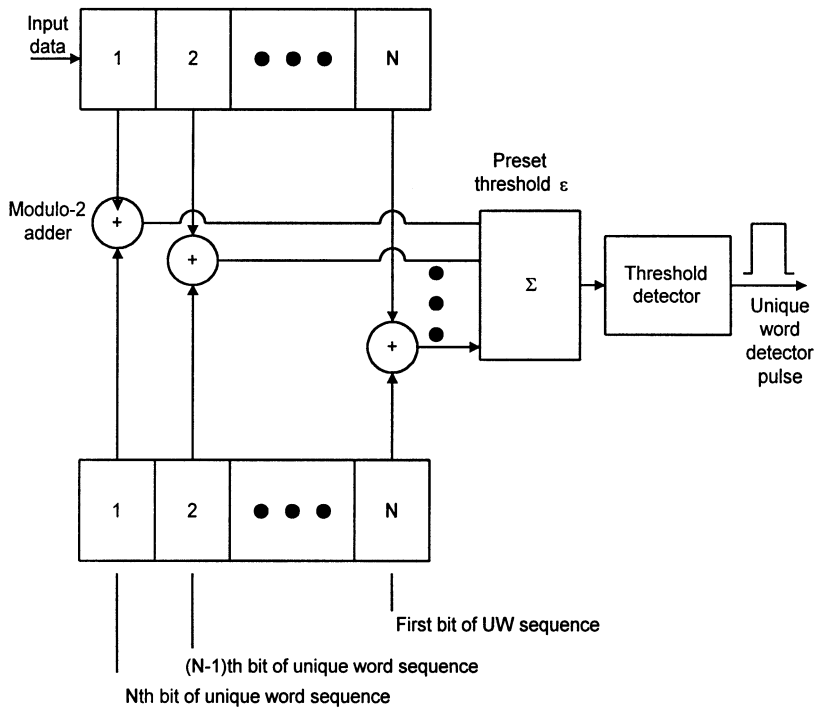 Input
data
1
2
N
Modulo-2
adder
+
+
+
Preset
threshold ε
Σ
Threshold
detector
Unique
word
detector
pulse
1
2
N
First bit of UW sequence
(N-1)th bit of unique word sequence
Nth bit of unique word sequence